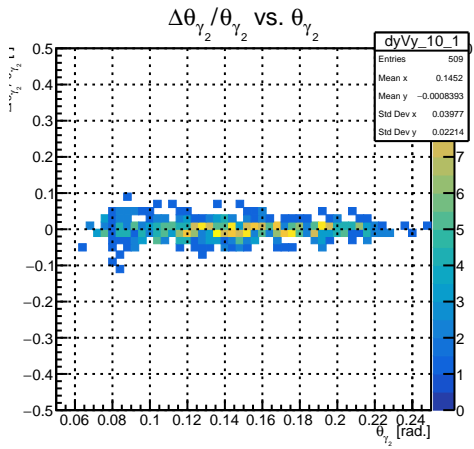 Δθγ₂/θγ₂ vs. θγ₂
dyVy_10_1
Entries 509
Mean x 0.1452
Mean y −0.0008393
Std Dev x 0.03977
Std Dev y 0.02214
0.5
0.4
0.3
0.2
0.1
0
−0.1
−0.2
−0.3
−0.4
−0.5
7
6
5
4
3
2
1
0
0.06 0.08 0.1 0.12 0.14 0.16 0.18 0.2 0.22 0.24
θγ₂ [rad.]